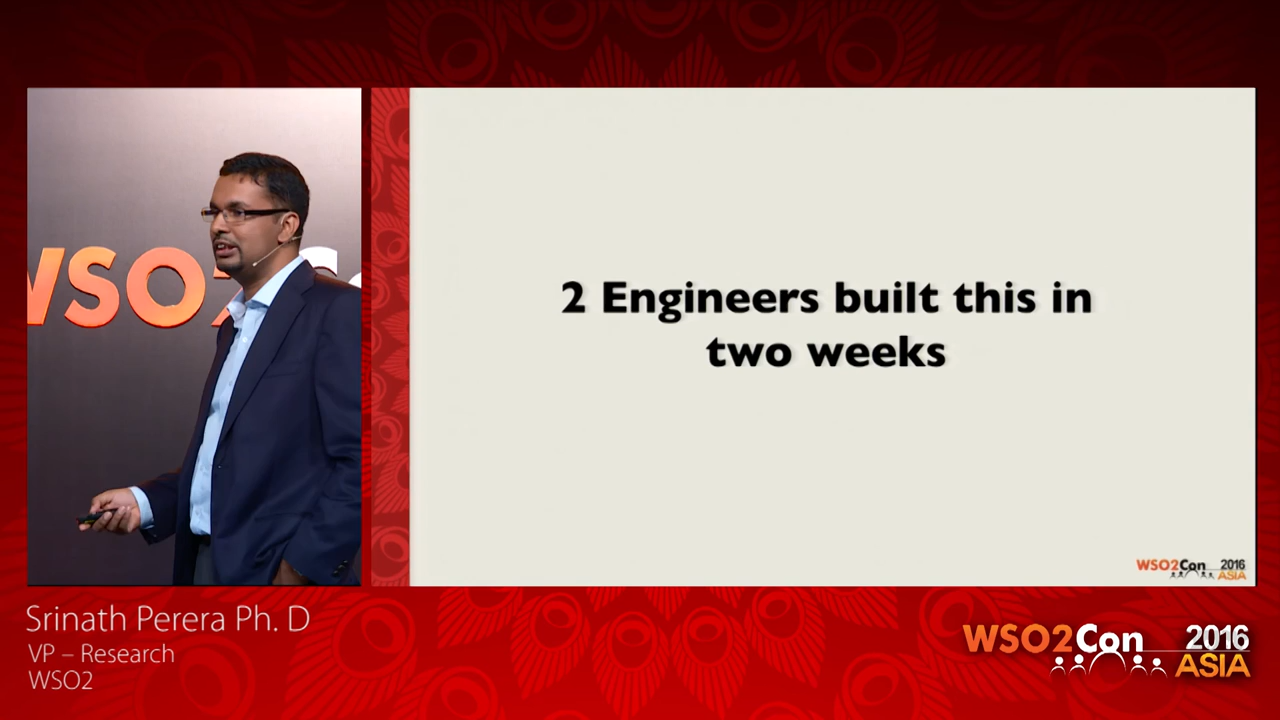 WSO2Co
2 Engineers built this in
two weeks
WSO2Con 2016
ASIA
Srinath Perera Ph. D
VP – Research
WSO2
WSO2Con 2016
ASIA